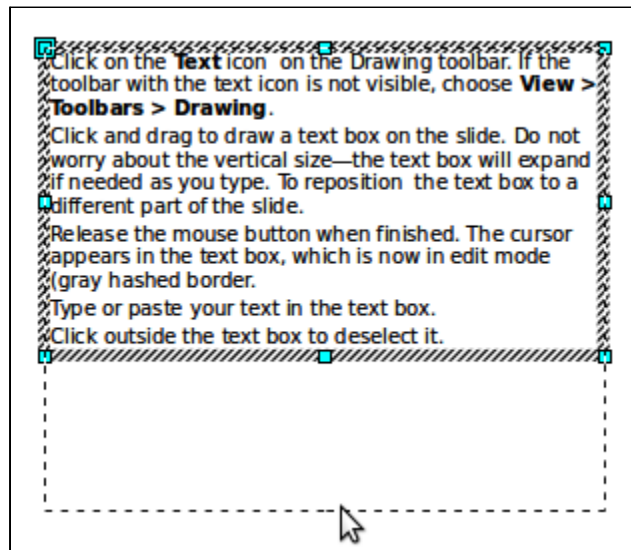 Click on the Text icon on the Drawing toolbar. If the
toolbar with the text icon is not visible, choose View >
Toolbars > Drawing.
Click and drag to draw a text box on the slide. Do not
worry about the vertical size—the text box will expand
if needed as you type. To reposition the text box to a
different part of the slide.
Release the mouse button when finished. The cursor
appears in the text box, which is now in edit mode
(gray hashed border.
Type or paste your text in the text box.
Click outside the text box to deselect it.